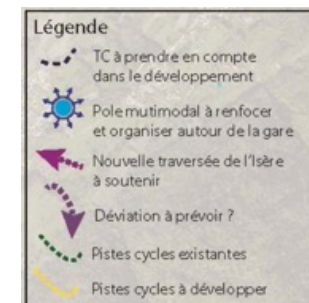 Légende
TC à prendre en compte
dans le développement
Pole mutimodal à renfocer
et organiser autour de la gare
Nouvelle traversée de l'Isère
à soutenir
Déviation à prévoir ?
Pistes cycles existantes
Pistes cycles à développer